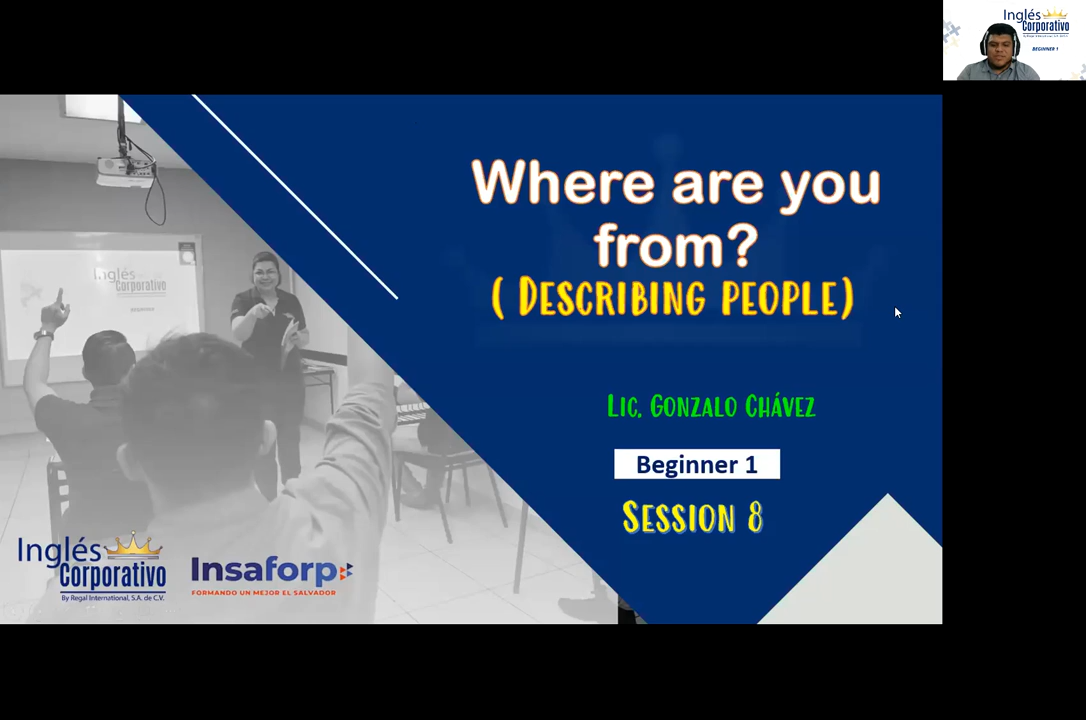 Where are you
from?
( DESCRIBING PEOPLE)
LIC. GONZALO CHÁVEZ
Beginner 1
SESSION 8
Inglés
Corporativo
By Regal International, S.A. de C.V.
Insaforp
FORMANDO UN MEJOR EL SALVADOR
Inglés
Corporativo
Inglés
Corporativo
BEGINNER 1